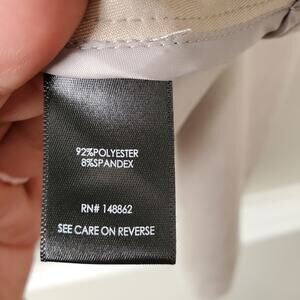 92%POLYESTER
8%SPANDEX
RN# 148862
SEE CARE ON REVERSE